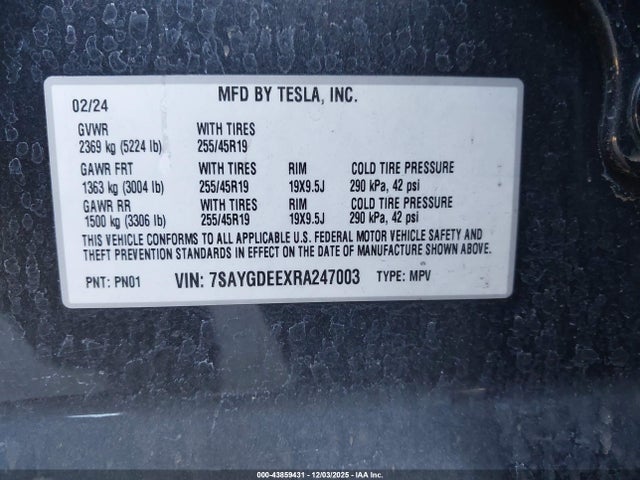 02/24 MFD BY TESLA, INC.
GVWR WITH TIRES
2369 kg (5224 lb) 255/45R19
GAWR FRT WITH TIRES RIM COLD TIRE PRESSURE
1363 kg (3004 lb) 255/45R19 19X9.5J 290 kPa, 42 psi
GAWR RR WITH TIRES RIM COLD TIRE PRESSURE
1500 kg (3306 lb) 255/45R19 19X9.5J 290 kPa, 42 psi
THIS VEHICLE CONFORMS TO ALL APPLICABLE U.S. FEDERAL MOTOR VEHICLE SAFETY AND
THEFT PREVENTION STANDARDS IN EFFECT ON THE DATE OF MANUFACTURE SHOWN ABOVE.
PNT: PN01 VIN: 7SAYGDEEXRA247003 TYPE: MPV
000-43859431 - 12/03/2025 - IAA Inc.